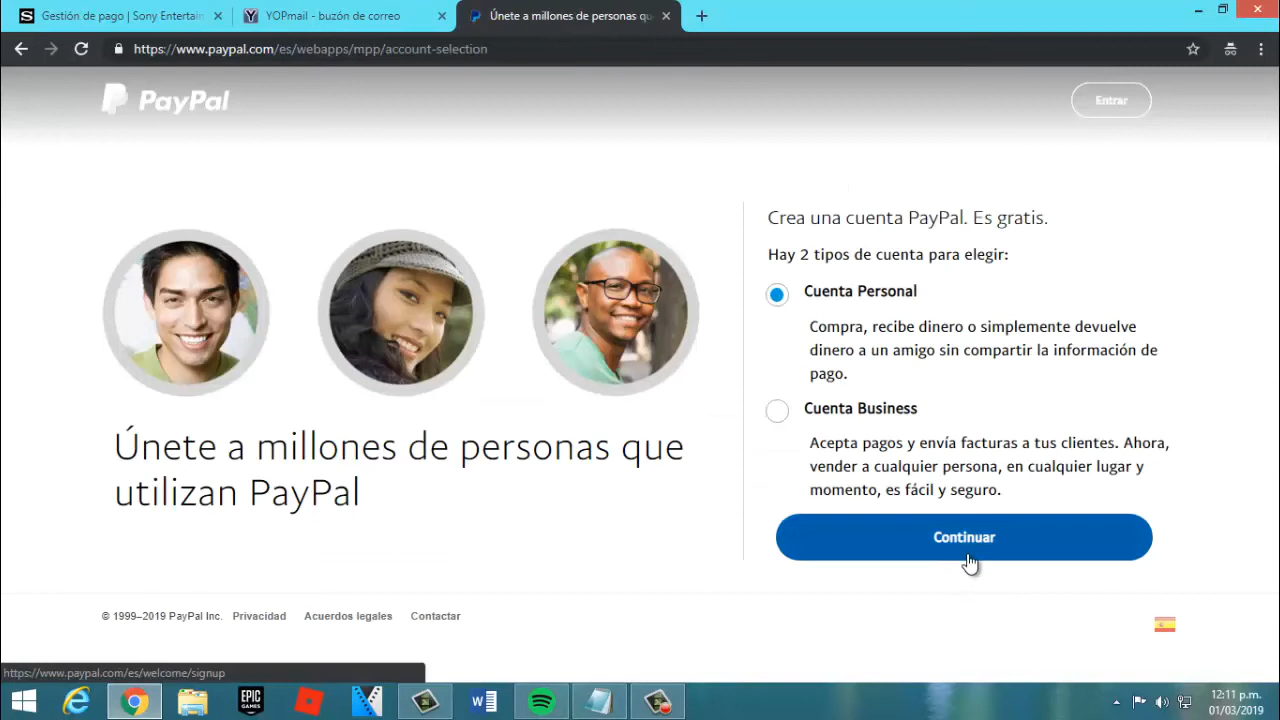 Gestión de pago | Sony Entertain
YOPmail - buzón de correo
Únete a millones de personas qu
https://www.paypal.com/es/webapps/mpp/account-selection
PayPal
Entrar
Crea una cuenta PayPal. Es gratis.
Hay 2 tipos de cuenta para elegir:
Cuenta Personal
Compra, recibe dinero o simplemente devuelve
dinero a un amigo sin compartir la información de
pago.
Cuenta Business
Acepta pagos y envía facturas a tus clientes. Ahora,
vender a cualquier persona, en cualquier lugar y
momento, es fácil y seguro.
Continuar
Únete a millones de personas que
utilizan PayPal
© 1999–2019 PayPal Inc. Privacidad Acuerdos legales Contactar
https://www.paypal.com/es/welcome/signup
EPIC
GAMES
12:11 p.m.
01/03/2019